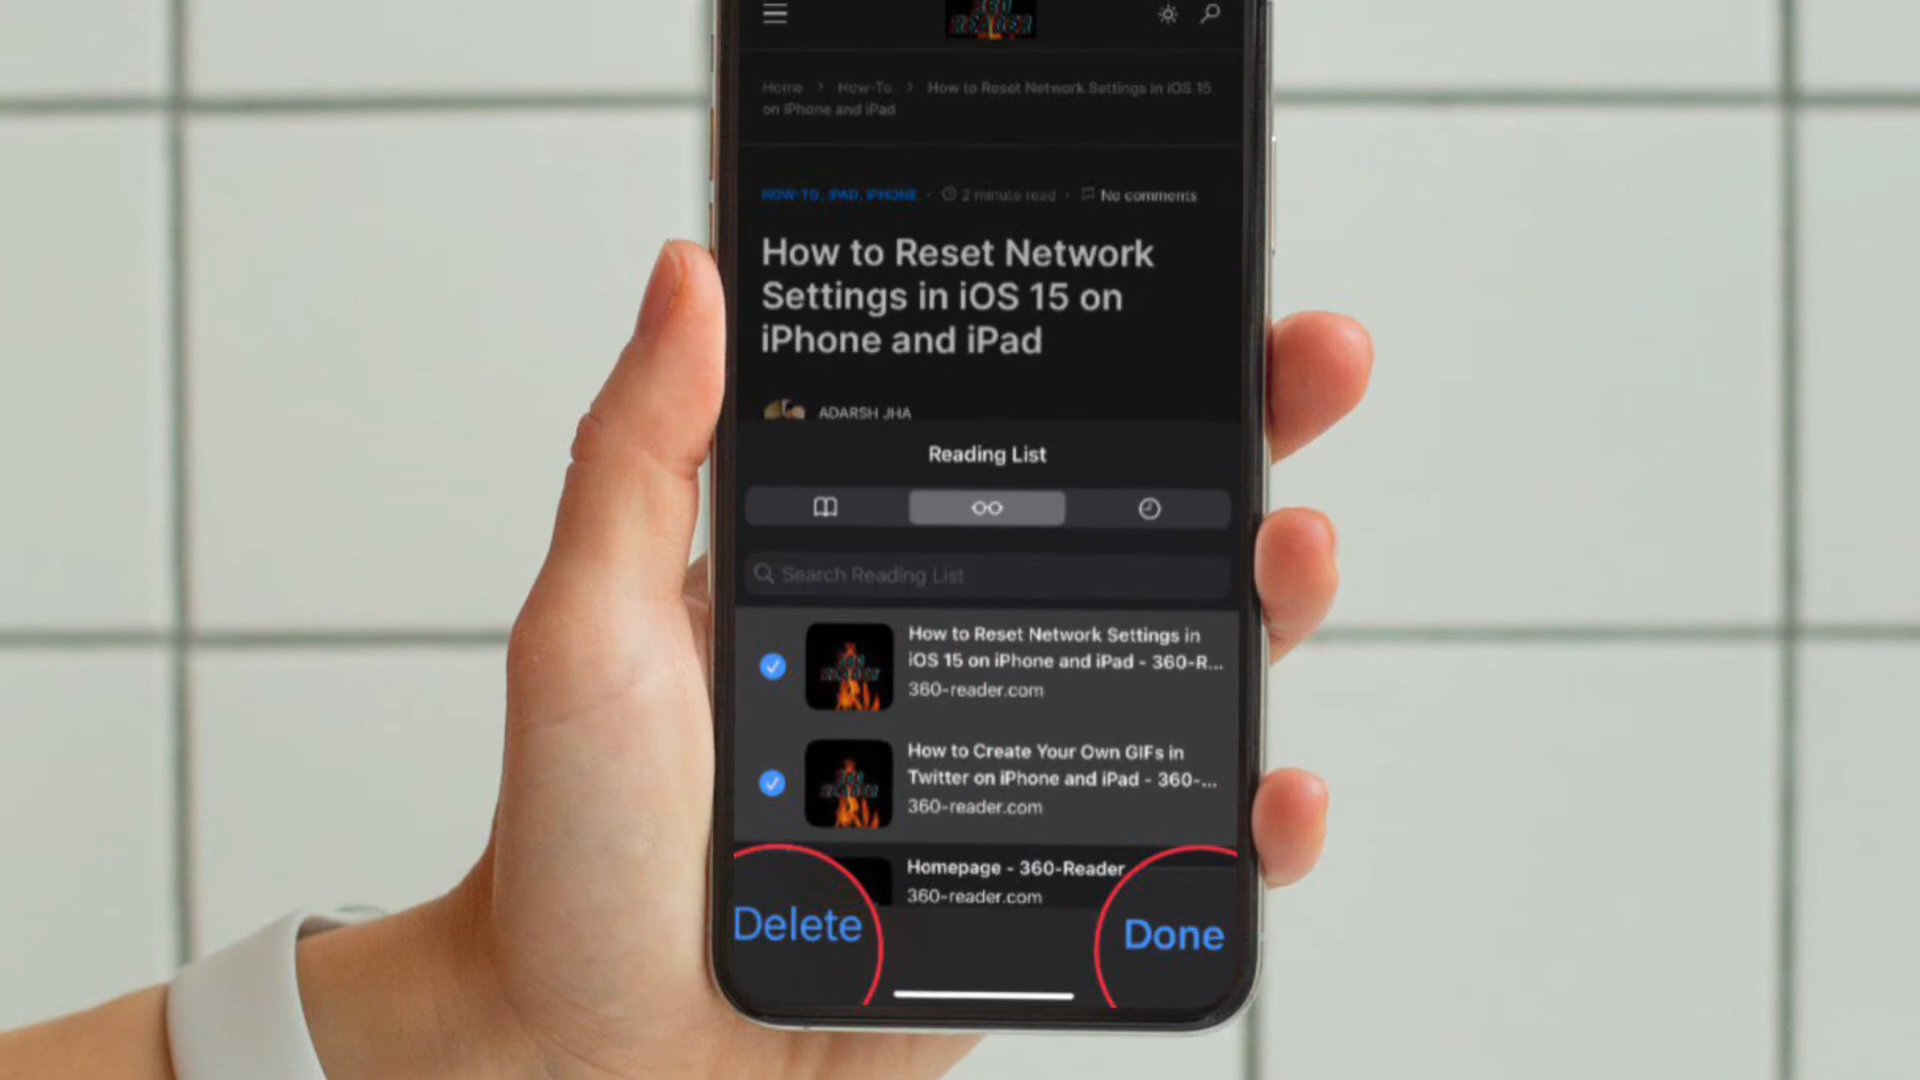 360
READER
Home > How-To > How to Reset Network Settings in iOS 15
on iPhone and iPad
HOW-TO, IPAD, IPHONE · 2 minute read · No comments
How to Reset Network
Settings in iOS 15 on
iPhone and iPad
ADARSH JHA
Reading List
Search Reading List
How to Reset Network Settings in
iOS 15 on iPhone and iPad - 360-R...
360-reader.com
How to Create Your Own GIFs in
Twitter on iPhone and iPad - 360-...
360-reader.com
Homepage - 360-Reader
360-reader.com
Delete
Done